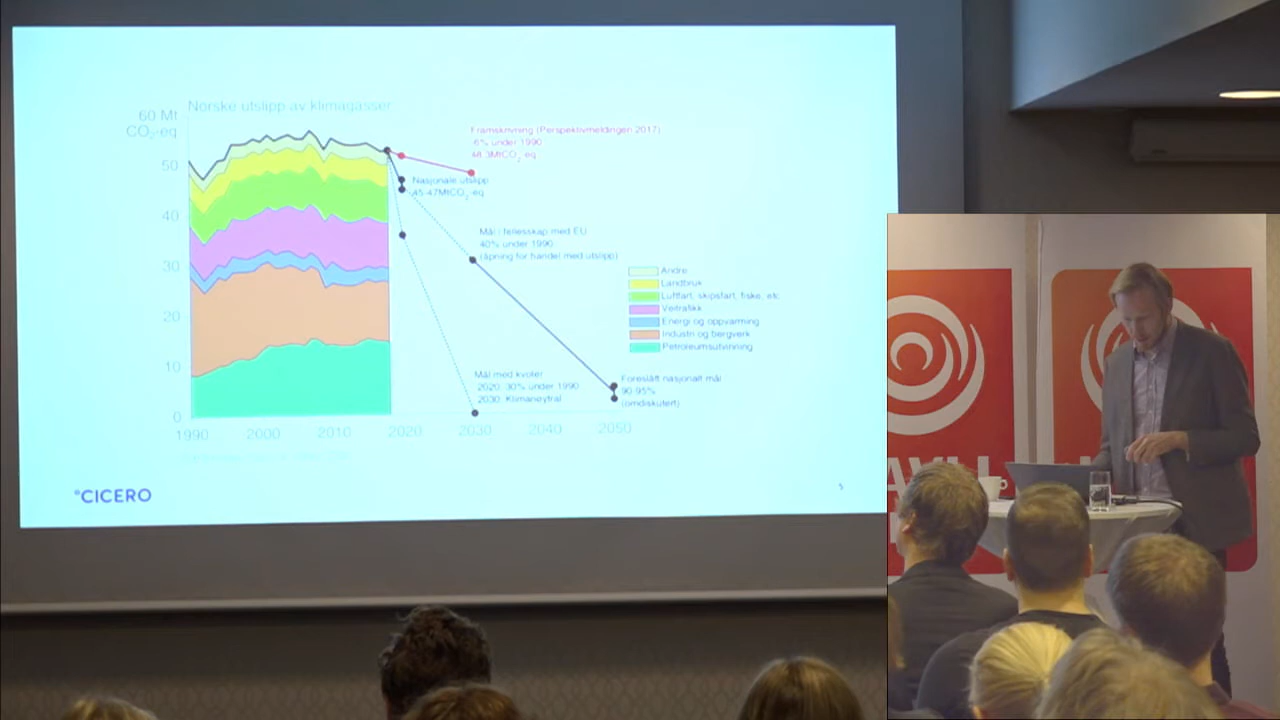 Norske utslipp av klimagasser
60 Mt
CO2-eq
50
40
30
20
10
0
1990
2000
2010
2020
2030
2040
2050
Framskrivning (Perspektivmeldingen 2017)
6% under 1990
48.3MtCO2-eq
Nasjonale utslipp
45-47MtCO2-eq
Mål i fellesskap med EU
40% under 1990
(åpning for handel med utslipp)
Andre
Landbruk
Luftfart, skipsfart, fiske, etc
Veitrafikk
Energi og oppvarming
Industri og bergverk
Petroleumsutvinning
Mål med kvoter
2020: 30% under 1990
2030: Klimanøytral
Foreslått nasjonalt mål
90-95%
(omdiskutert)
°CICERO
5